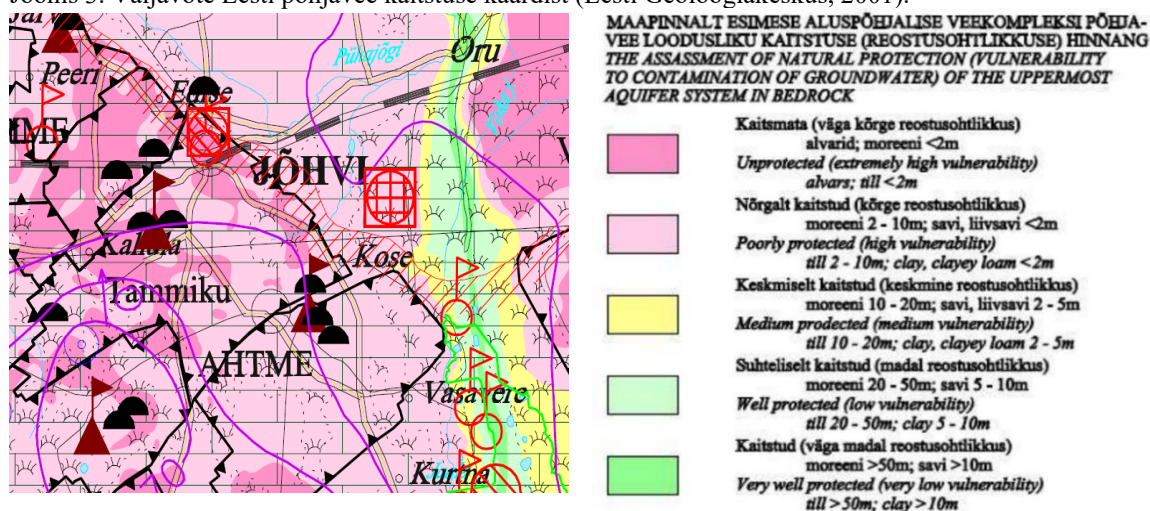 Joonis 3. Väljavõte Eesti põhjavee kaitstuse kaardist (Eesti Geoloogiakeskus, 2001).
Peeri
Edise
Pühajõgi
Oru
JÕHVI
Kahula
Kose
Tammiku
AHTME
Vasavere
Kurtna
MAAPINNALT ESIMESE ALUSPÕHJALISE VEEKOMPLEKSI PÕHJA-
VEE LOODUSLIKU KAITSTUSE (REOSTUSOHTLIKKUSE) HINNANG
THE ASSASSMENT OF NATURAL PROTECTION (VULNERABILITY
TO CONTAMINATION OF GROUNDWATER) OF THE UPPERMOST
AQUIFER SYSTEM IN BEDROCK
Kaitsmata (väga kõrge reostusohtlikkus)
alvarid; moreeni <2m
Unprotected (extremely high vulnerability)
alvars; till <2m
Nõrgalt kaitstud (kõrge reostusohtlikkus)
moreeni 2 - 10m; savi, liivsavi <2m
Poorly protected (high vulnerability)
till 2 - 10m; clay, clayey loam <2m
Keskmiselt kaitstud (keskmine reostusohtlikkus)
moreeni 10 - 20m; savi, liivsavi 2 - 5m
Medium prodected (medium vulnerability)
till 10 - 20m; clay, clayey loam 2 - 5m
Suhteliselt kaitstud (madal reostusohtlikkus)
moreeni 20 - 50m; savi 5 - 10m
Well protected (low vulnerability)
till 20 - 50m; clay 5 - 10m
Kaitstud (väga madal reostusohtlikkus)
moreeni >50m; savi >10m
Very well protected (very low vulnerability)
till > 50m; clay > 10m